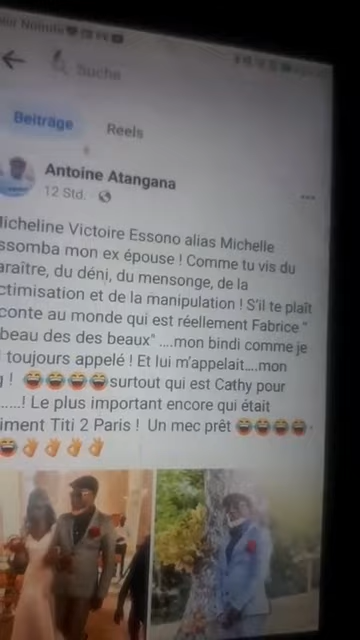 Suche
Beiträge
Reels
Antoine Atangana
12 Std.
Micheline Victoire Essono alias Michelle
ssomba mon ex épouse ! Comme tu vis du
araître, du déni, du mensonge, de la
ctimisation et de la manipulation ! S'il te plaît
conte au monde qui est réellement Fabrice "
beau des des beaux" ....mon bindi comme je
toujours appelé ! Et lui m'appelait....mon
! 😂😂😂😂surtout qui est Cathy pour
......! Le plus important encore qui était
iment Titi 2 Paris ! Un mec prêt 😂😂😂😂
😂👌👌👌👌